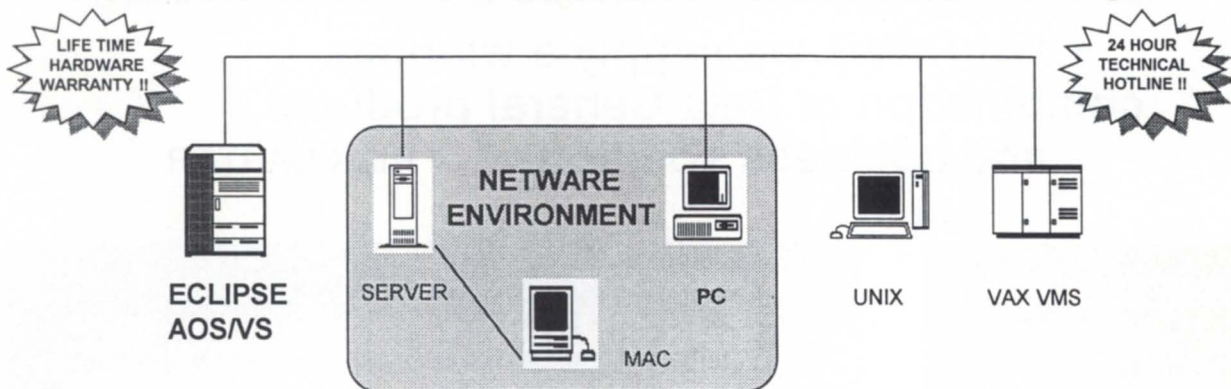 LIFE TIME
HARDWARE
WARRANTY !!
24 HOUR
TECHNICAL
HOTLINE !!
NETWARE
ENVIRONMENT
ECLIPSE
AOS/VS
SERVER
MAC
PC
UNIX
VAX VMS